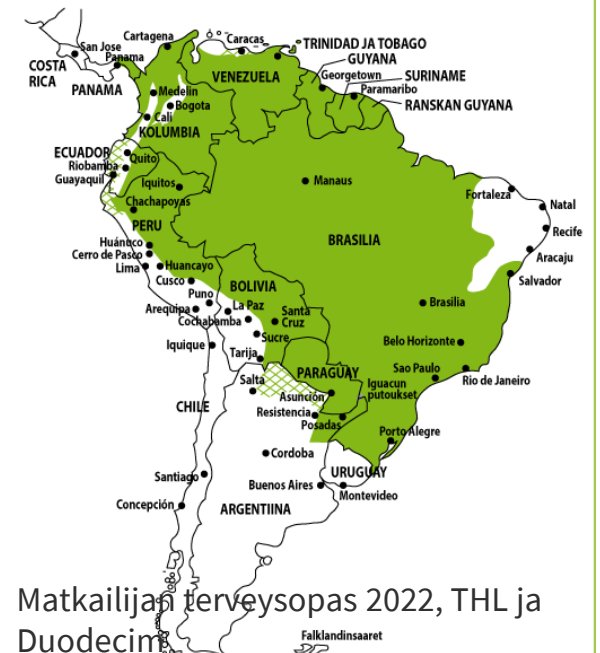 Cartagena
Caracas
TRINIDAD JA TOBAGO
San Jose
Panama
GUYANA
COSTA
RICA
PANAMA
VENEZUELA
Georgetown
SURINAME
Paramaribo
RANSKAN GUYANA
Medelin
Bogota
Cali
KOLUMBIA
ECUADOR
Quito
Riobamba
Guayaquil
Iquitos
Manaus
Fortaleza
Natal
Chachapoyas
PERU
Recife
BRASILIA
Huánuco
Cerro de Pasco
Lima
Huancayo
Aracaju
Cusco
BOLIVIA
Salvador
Puno
La Paz
Brasilia
Arequipa
Cochabamba
Santa
Cruz
Sucre
Iquique
Tarija
Belo Horizonte
Salta
PARAGUAY
Sao Paulo
Rio de Janeiro
Asunción
Iguacun
putoukset
CHILE
Resistencia
Posadas
Porto Alegre
Cordoba
URUGUAY
Santiago
Buenos Aires
Montevideo
Concepción
ARGENTIINA
Matkailijan terveysopas 2022, THL ja
Duodecim
Falklandinsaaret